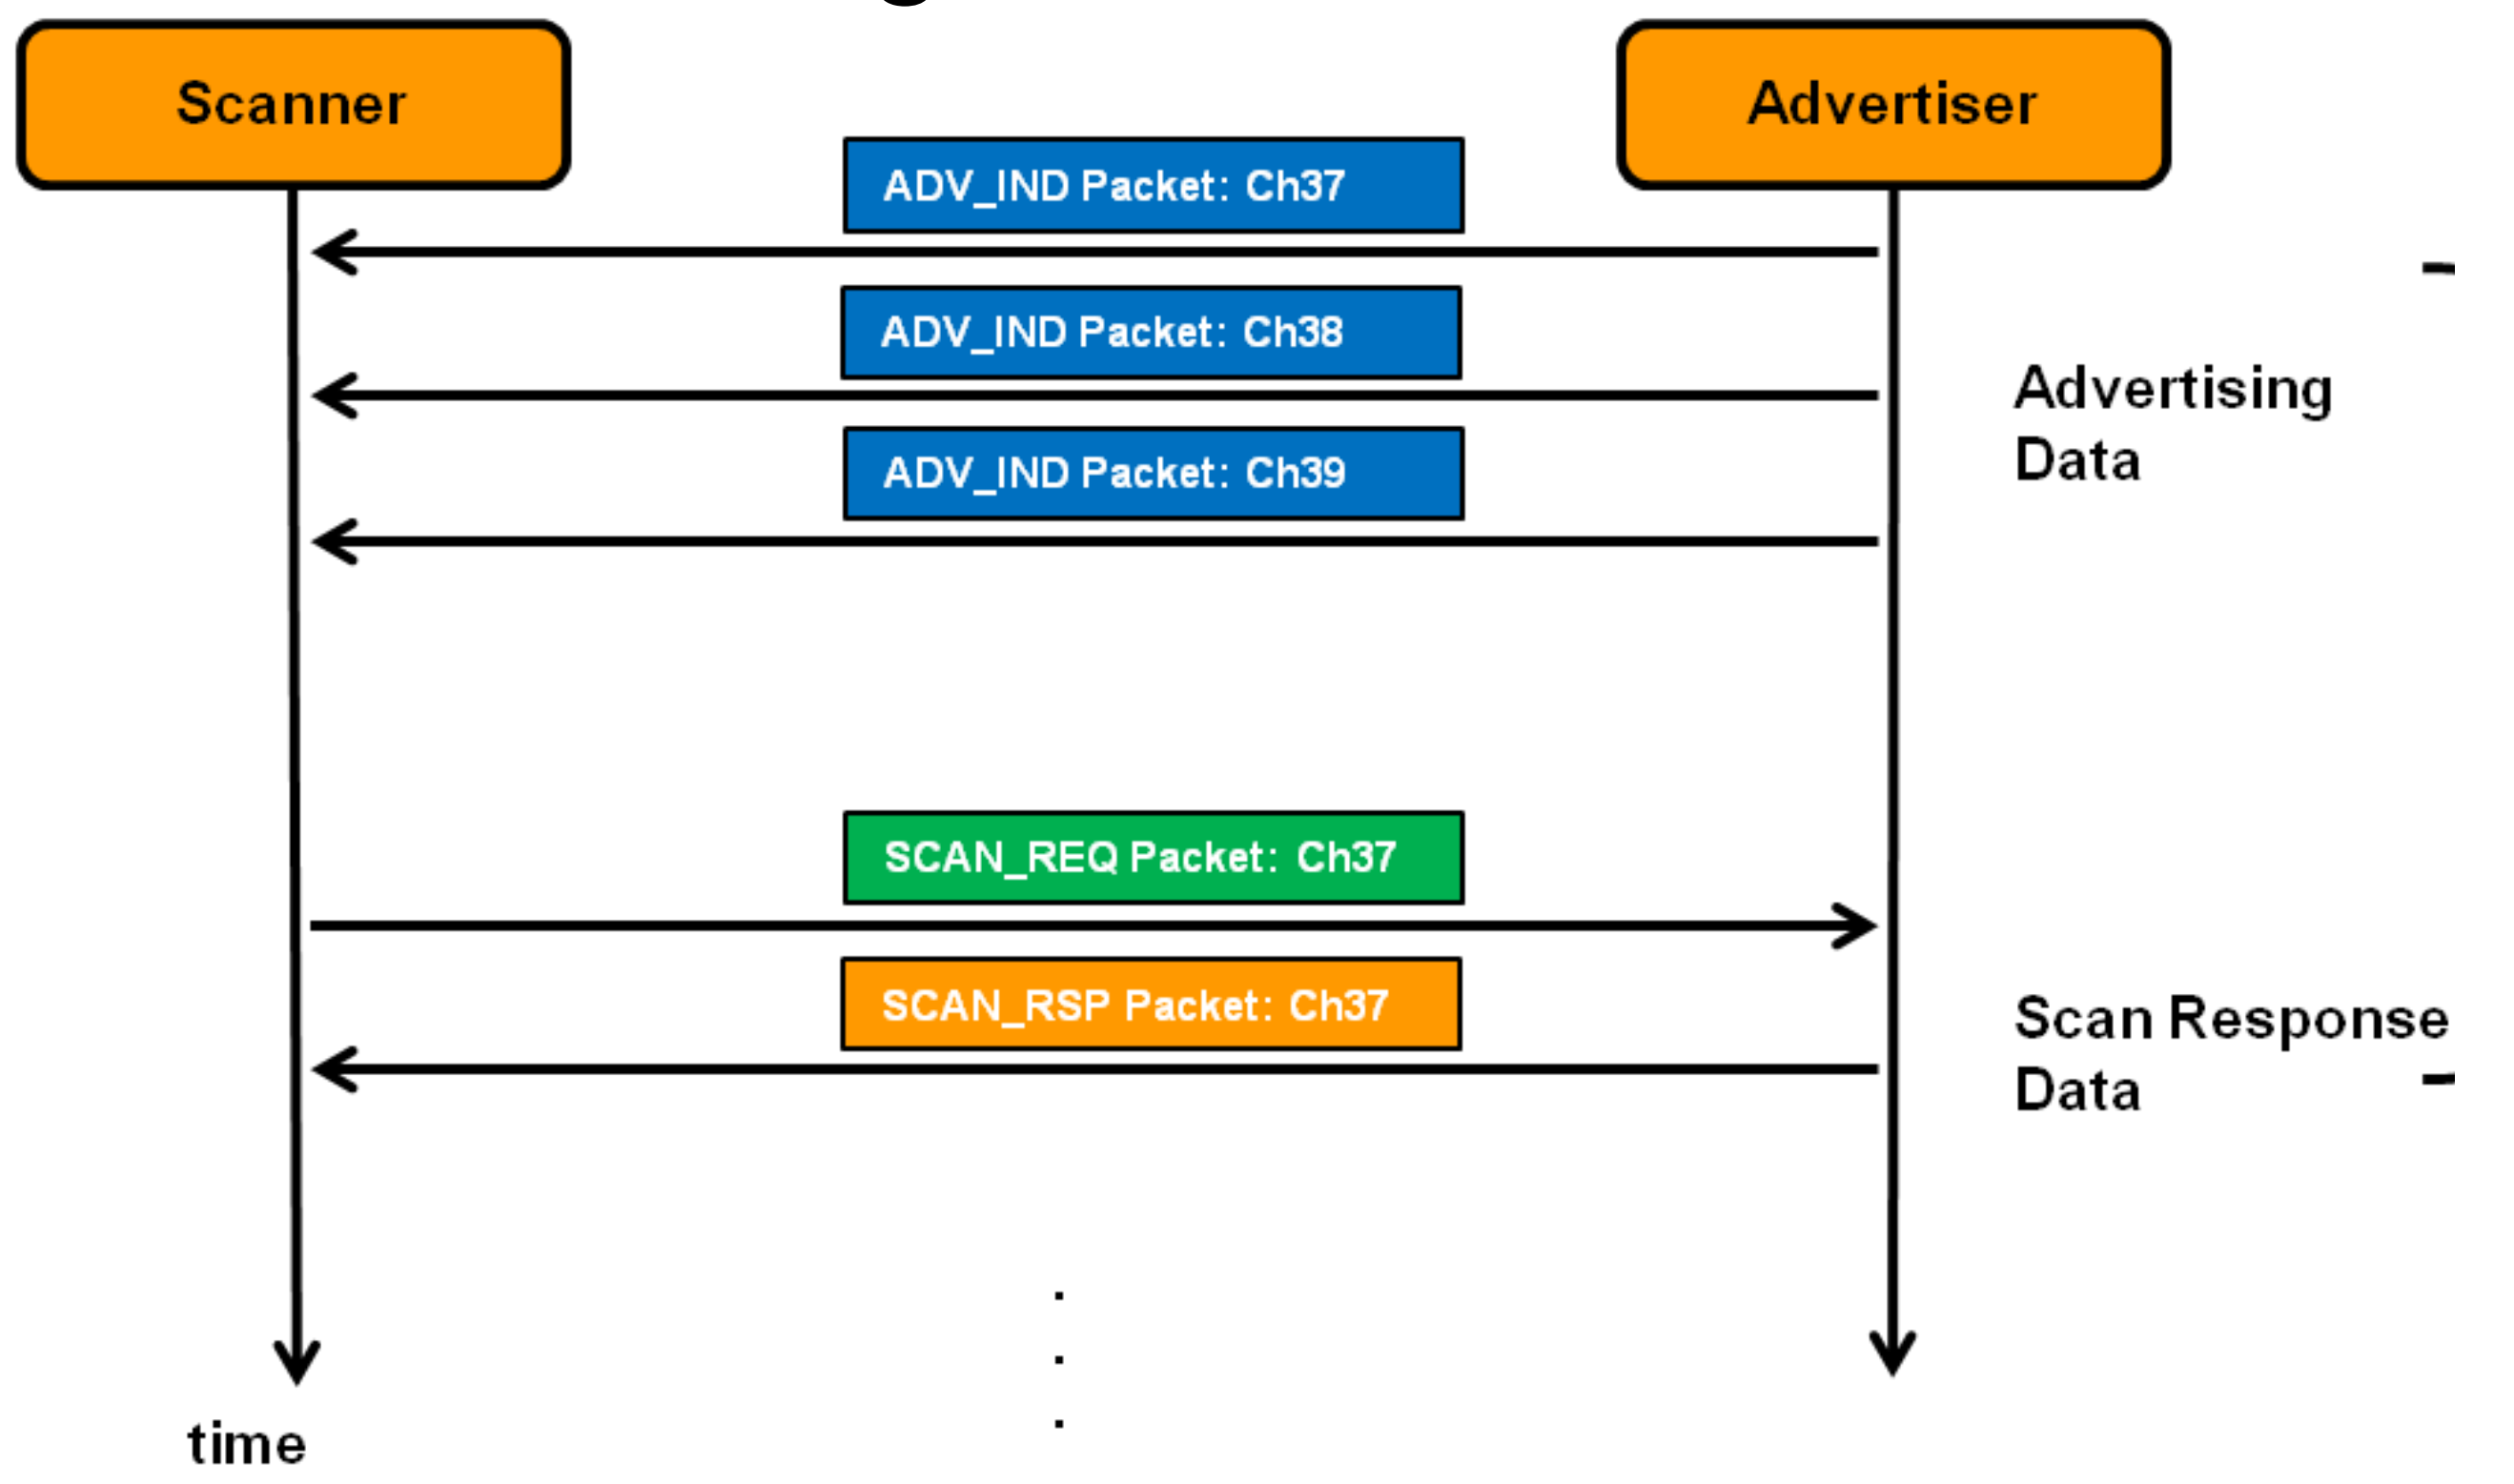 Scanner
Advertiser
ADV_IND Packet: Ch37
ADV_IND Packet: Ch38
Advertising
Data
ADV_IND Packet: Ch39
SCAN_REQ Packet: Ch37
SCAN_RSP Packet: Ch37
Scan Response
Data
time